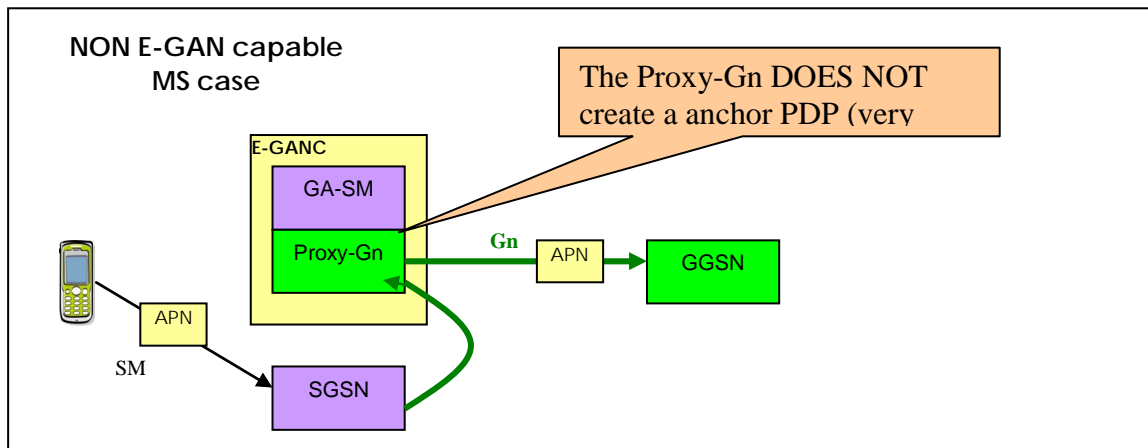 NON E-GAN capable
MS case
The Proxy-Gn DOES NOT
create a anchor PDP (very
E-GANC
GA-SM
Proxy-Gn
Gn
APN
GGSN
APN
SM
SGSN